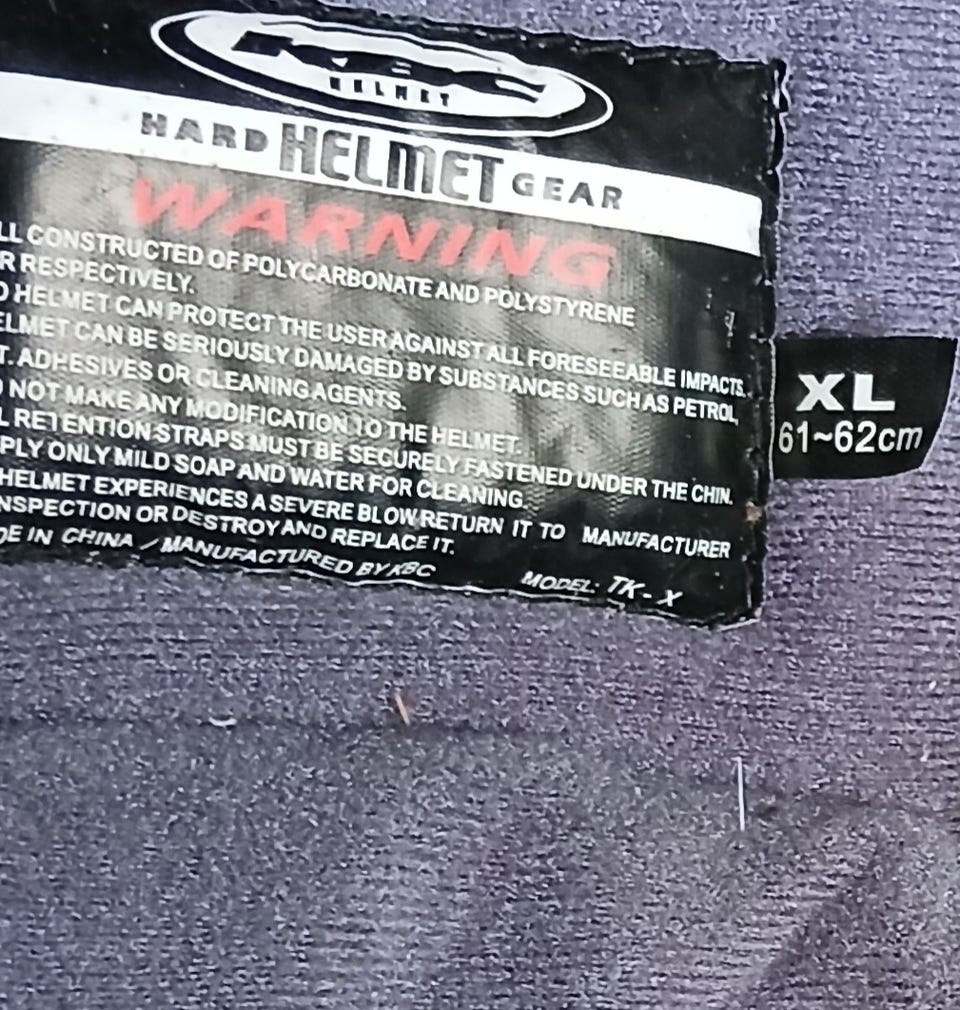 HELMET
HARD HELMET GEAR
WARNING
LL CONSTRUCTED OF POLYCARBONATE AND POLYSTYRENE
R RESPECTIVELY.
O HELMET CAN PROTECT THE USER AGAINST ALL FORESEEABLE IMPACTS.
ELMET CAN BE SERIOUSLY DAMAGED BY SUBSTANCES SUCH AS PETROL,
T. ADHESIVES OR CLEANING AGENTS.
NOT MAKE ANY MODIFICATION TO THE HELMET.
L RETENTION STRAPS MUST BE SECURELY FASTENED UNDER THE CHIN.
PLY ONLY MILD SOAP AND WATER FOR CLEANING.
HELMET EXPERIENCES A SEVERE BLOW RETURN IT TO MANUFACTURER
NSPECTION OR DESTROY AND REPLACE IT.
DE IN CHINA / MANUFACTURED BY KBC MODEL: TK-X
XL
61~62cm